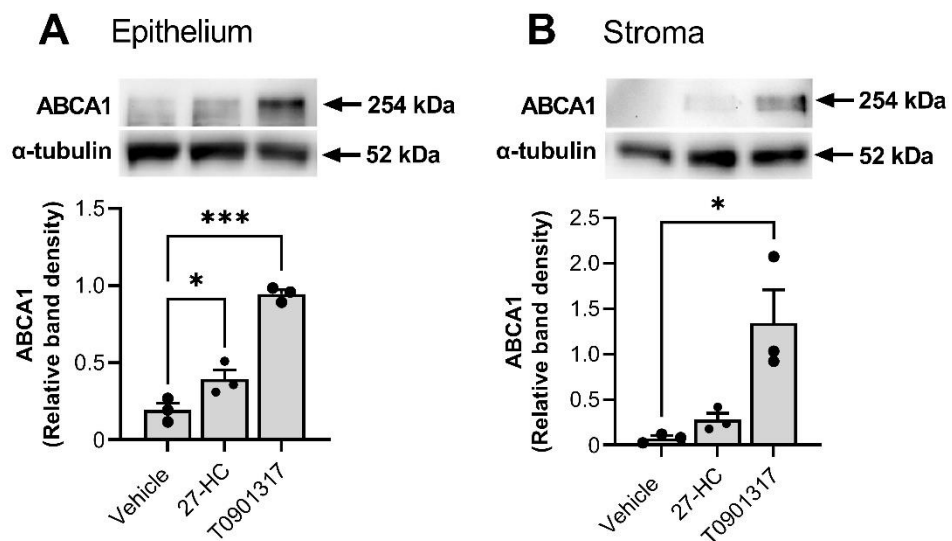 A Epithelium
ABCA1 254 kDa
α-tubulin 52 kDa
***
*
1.5
1.0
0.5
0
ABCA1
(Relative band density)
Vehicle
27-HC
T0901317
B Stroma
ABCA1 254 kDa
α-tubulin 52 kDa
*
2.5
2.0
1.5
1.0
0.5
0
ABCA1
(Relative band density)
Vehicle
27-HC
T0901317